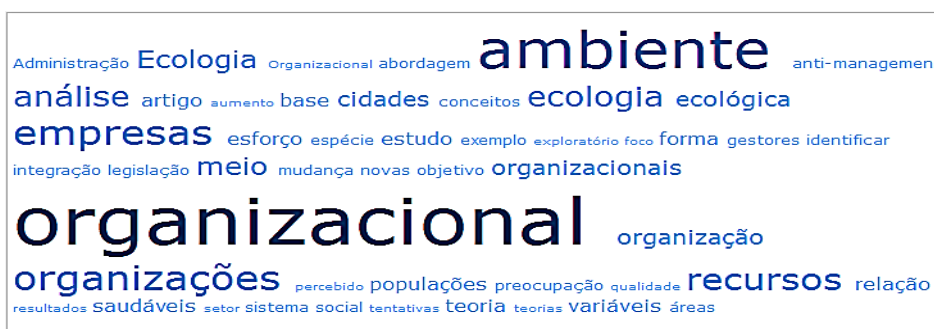 Administração Ecologia Organizacional abordagem ambiente anti-managemen
análise artigo aumento base cidades conceitos ecologia ecológica
empresas esforço espécie estudo exemplo exploratório foco forma gestores identificar
integração legislação meio mudança novas objetivo organizacionais
organizacional organização
organizações percebido populações preocupação qualidade recursos relação
resultados saudáveis setor sistema social tentativas teoria teorias variáveis áreas